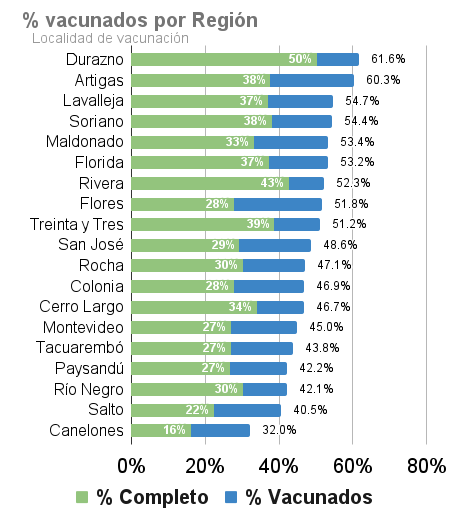 % vacunados por Región
Localidad de vacunación
Durazno 50% 61.6%
Artigas 38% 60.3%
Lavalleja 37% 54.7%
Soriano 38% 54.4%
Maldonado 33% 53.4%
Florida 37% 53.2%
Rivera 43% 52.3%
Flores 28% 51.8%
Treinta y Tres 39% 51.2%
San José 29% 48.6%
Rocha 30% 47.1%
Colonia 28% 46.9%
Cerro Largo 34% 46.7%
Montevideo 27% 45.0%
Tacuarembó 27% 43.8%
Paysandú 27% 42.2%
Río Negro 30% 42.1%
Salto 22% 40.5%
Canelones 16% 32.0%
0% 20% 40% 60% 80%
% Completo % Vacunados